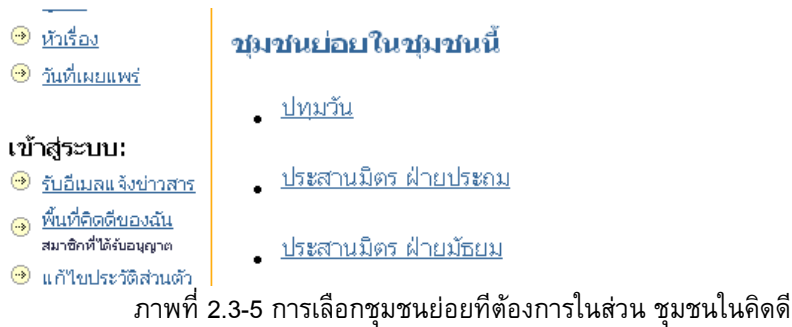 หัวเรื่อง
วันที่เผยแพร่
เข้าสู่ระบบ:
รับอีเมลแจ้งข่าวสาร
พื้นที่คิดดีของฉัน
สมาชิกที่ได้รับอนุญาต
แก้ไขประวัติส่วนตัว
ชุมชนย่อยในชุมชนนี้
ปทุมวัน
ประสานมิตร ฝ่ายประถม
ประสานมิตร ฝ่ายมัธยม
ภาพที่ 2.3-5 การเลือกชุมชนย่อยทีต้องการในส่วน ชุมชนในคิดดี